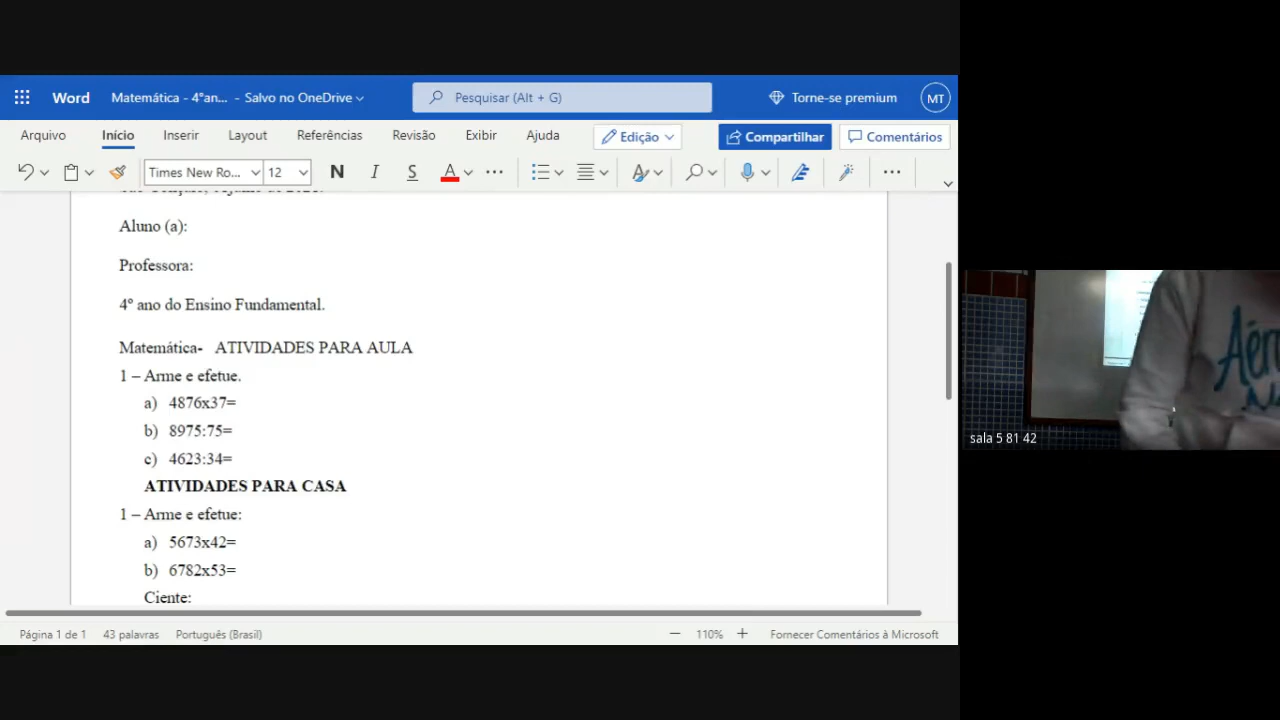 Word
Matemática - 4°an... - Salvo no OneDrive
Pesquisar (Alt + G)
Torne-se premium
MT
Arquivo
Início
Inserir
Layout
Referências
Revisão
Exibir
Ajuda
Edição
Compartilhar
Comentários
Times New Ro...
12
N
I
S
A
Aluno (a):
Professora:
4º ano do Ensino Fundamental.
Matemática- ATIVIDADES PARA AULA
1 – Arme e efetue.
a) 4876x37=
b) 8975:75=
c) 4623:34=
ATIVIDADES PARA CASA
1 – Arme e efetue:
a) 5673x42=
b) 6782x53=
Ciente:
Página 1 de 1
43 palavras
Português (Brasil)
110%
Fornecer Comentários à Microsoft
sala 5 81 42